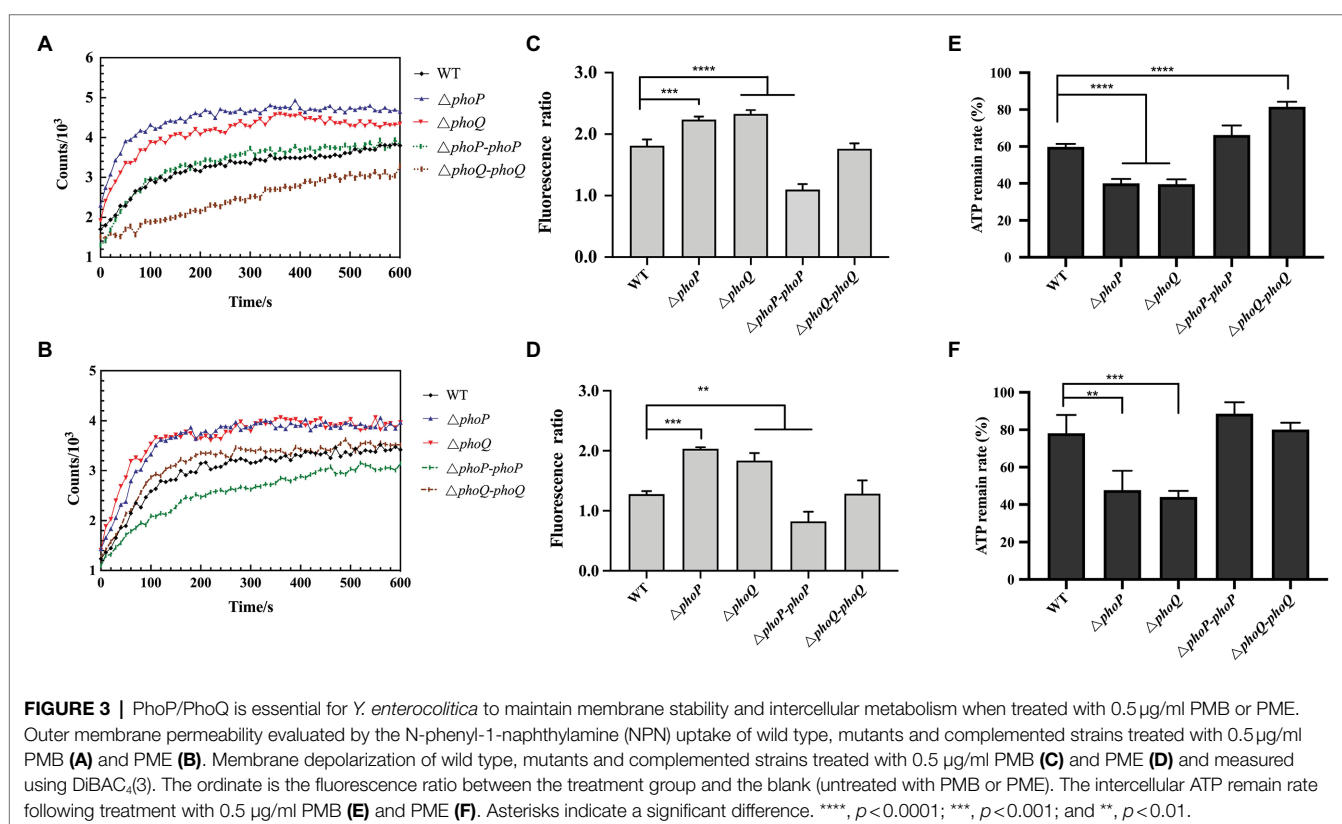 A
6
5
4
3
2
1
Counts/10³
0 100 200 300 400 500 600
Time/s
WT
△phoP
△phoQ
△phoP-phoP
△phoQ-phoQ
C
3.0
2.0
1.0
0.0
Fluorescence ratio
****
***
WT
△phoP
△phoQ
△phoP-phoP
△phoQ-phoQ
E
100
80
60
40
20
0
ATP remain rate (%)
****
****
WT
△phoP
△phoQ
△phoP-phoP
△phoQ-phoQ
B
5
4
3
2
1
Counts/10³
0 100 200 300 400 500 600
Time/s
WT
△phoP
△phoQ
△phoP-phoP
△phoQ-phoQ
D
3.0
2.0
1.0
0.0
Fluorescence ratio
**
***
WT
△phoP
△phoQ
△phoP-phoP
△phoQ-phoQ
F
100
80
60
40
20
0
ATP remain rate (%)
***
**
WT
△phoP
△phoQ
△phoP-phoP
△phoQ-phoQ
FIGURE 3 | PhoP/PhoQ is essential for Y. enterocolitica to maintain membrane stability and intercellular metabolism when treated with 0.5 μg/ml PMB or PME.
Outer membrane permeability evaluated by the N-phenyl-1-naphthylamine (NPN) uptake of wild type, mutants and complemented strains treated with 0.5 μg/ml
PMB (A) and PME (B). Membrane depolarization of wild type, mutants and complemented strains treated with 0.5 μg/ml PMB (C) and PME (D) and measured
using DiBAC₄(3). The ordinate is the fluorescence ratio between the treatment group and the blank (untreated with PMB or PME). The intercellular ATP remain rate
following treatment with 0.5 μg/ml PMB (E) and PME (F). Asterisks indicate a significant difference. ****, p<0.0001; ***, p<0.001; and **, p<0.01.